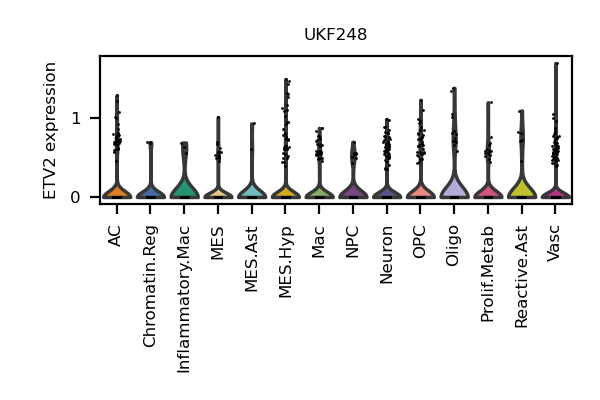 UKF248
ETV2 expression
1
0
AC
Chromatin.Reg
Inflammatory.Mac
MES
MES.Ast
MES.Hyp
Mac
NPC
Neuron
OPC
Oligo
Prolif.Metab
Reactive.Ast
Vasc